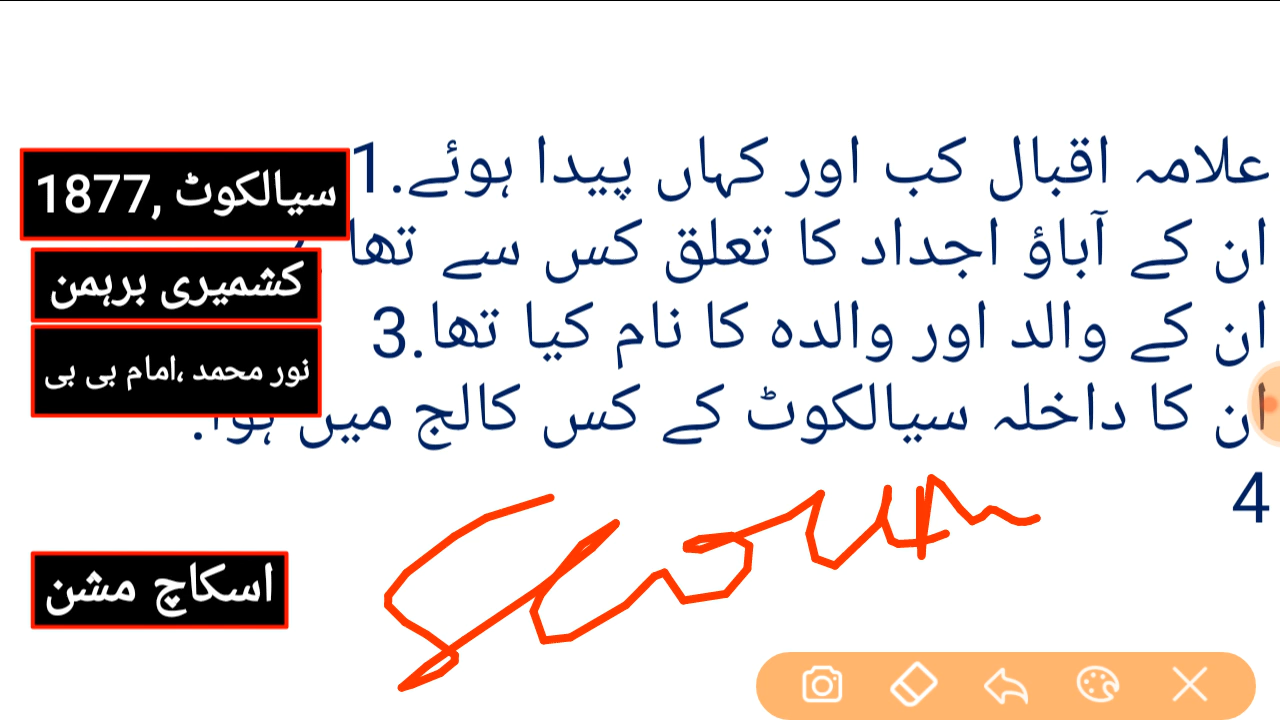 علامہ اقبال کب اور کہاں پیدا ہوئے.1
سیالکوٹ ,1877
ان کے آباؤ اجداد کا تعلق کس سے تھا
کشمیری برہمن
ان کے والد اور والدہ کا نام کیا تھا.3
نور محمد ،امام بی بی
ان کا داخلہ سیالکوٹ کے کس کالج میں ہوا.
4
اسکاچ مشن